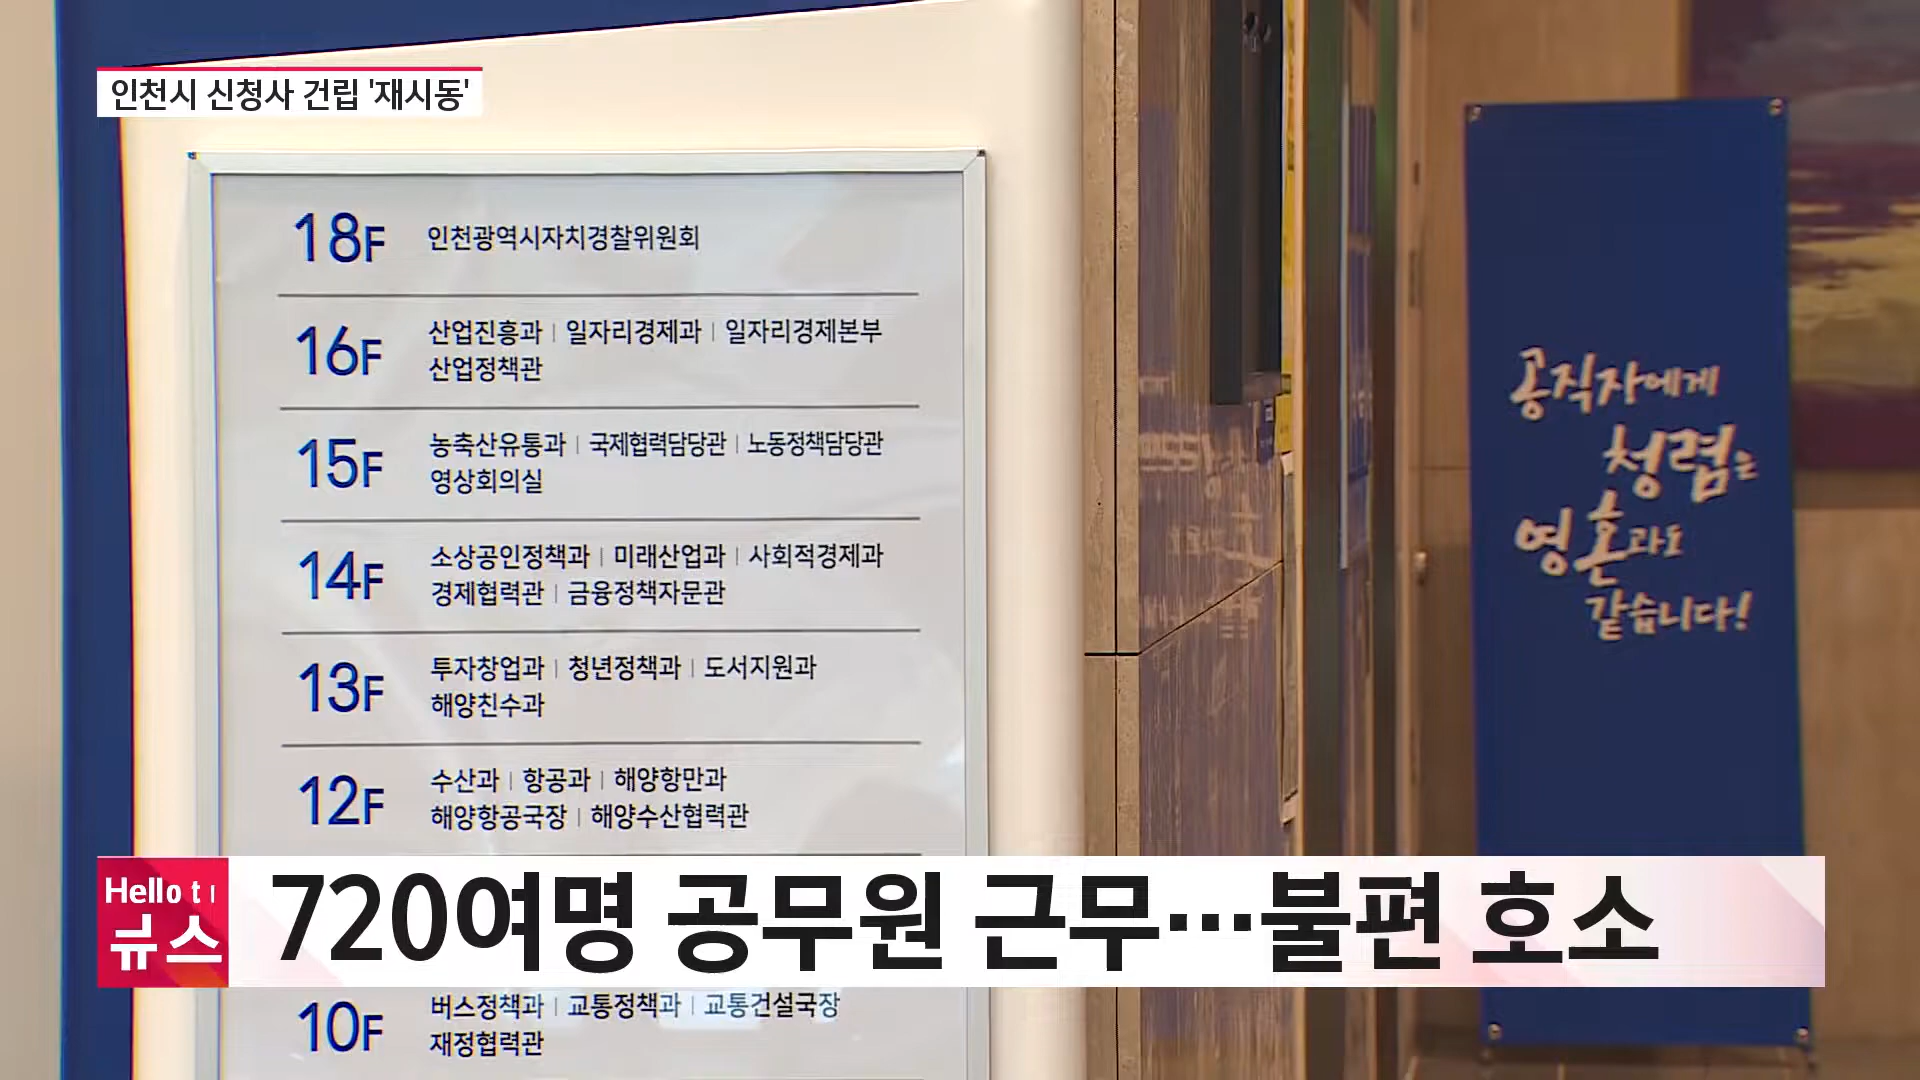 인천시 신청사 건립 '재시동'
18F 인천광역시자치경찰위원회
16F 산업진흥과 | 일자리경제과 | 일자리경제본부
산업정책관
15F 농축산유통과 | 국제협력담당관 | 노동정책담당관
영상회의실
14F 소상공인정책과 | 미래산업과 | 사회적경제과
경제협력관 | 금융정책자문관
13F 투자창업과 | 청년정책과 | 도서지원과
해양친수과
12F 수산과 | 항공과 | 해양항만과
해양항공국장 | 해양수산협력관
Hello t
뉴스
720여명 공무원 근무…불편 호소
10F 버스정책과 | 교통정책과 | 교통건설국장
재정협력관
공직자에게
청렴은
영혼과도
같습니다!